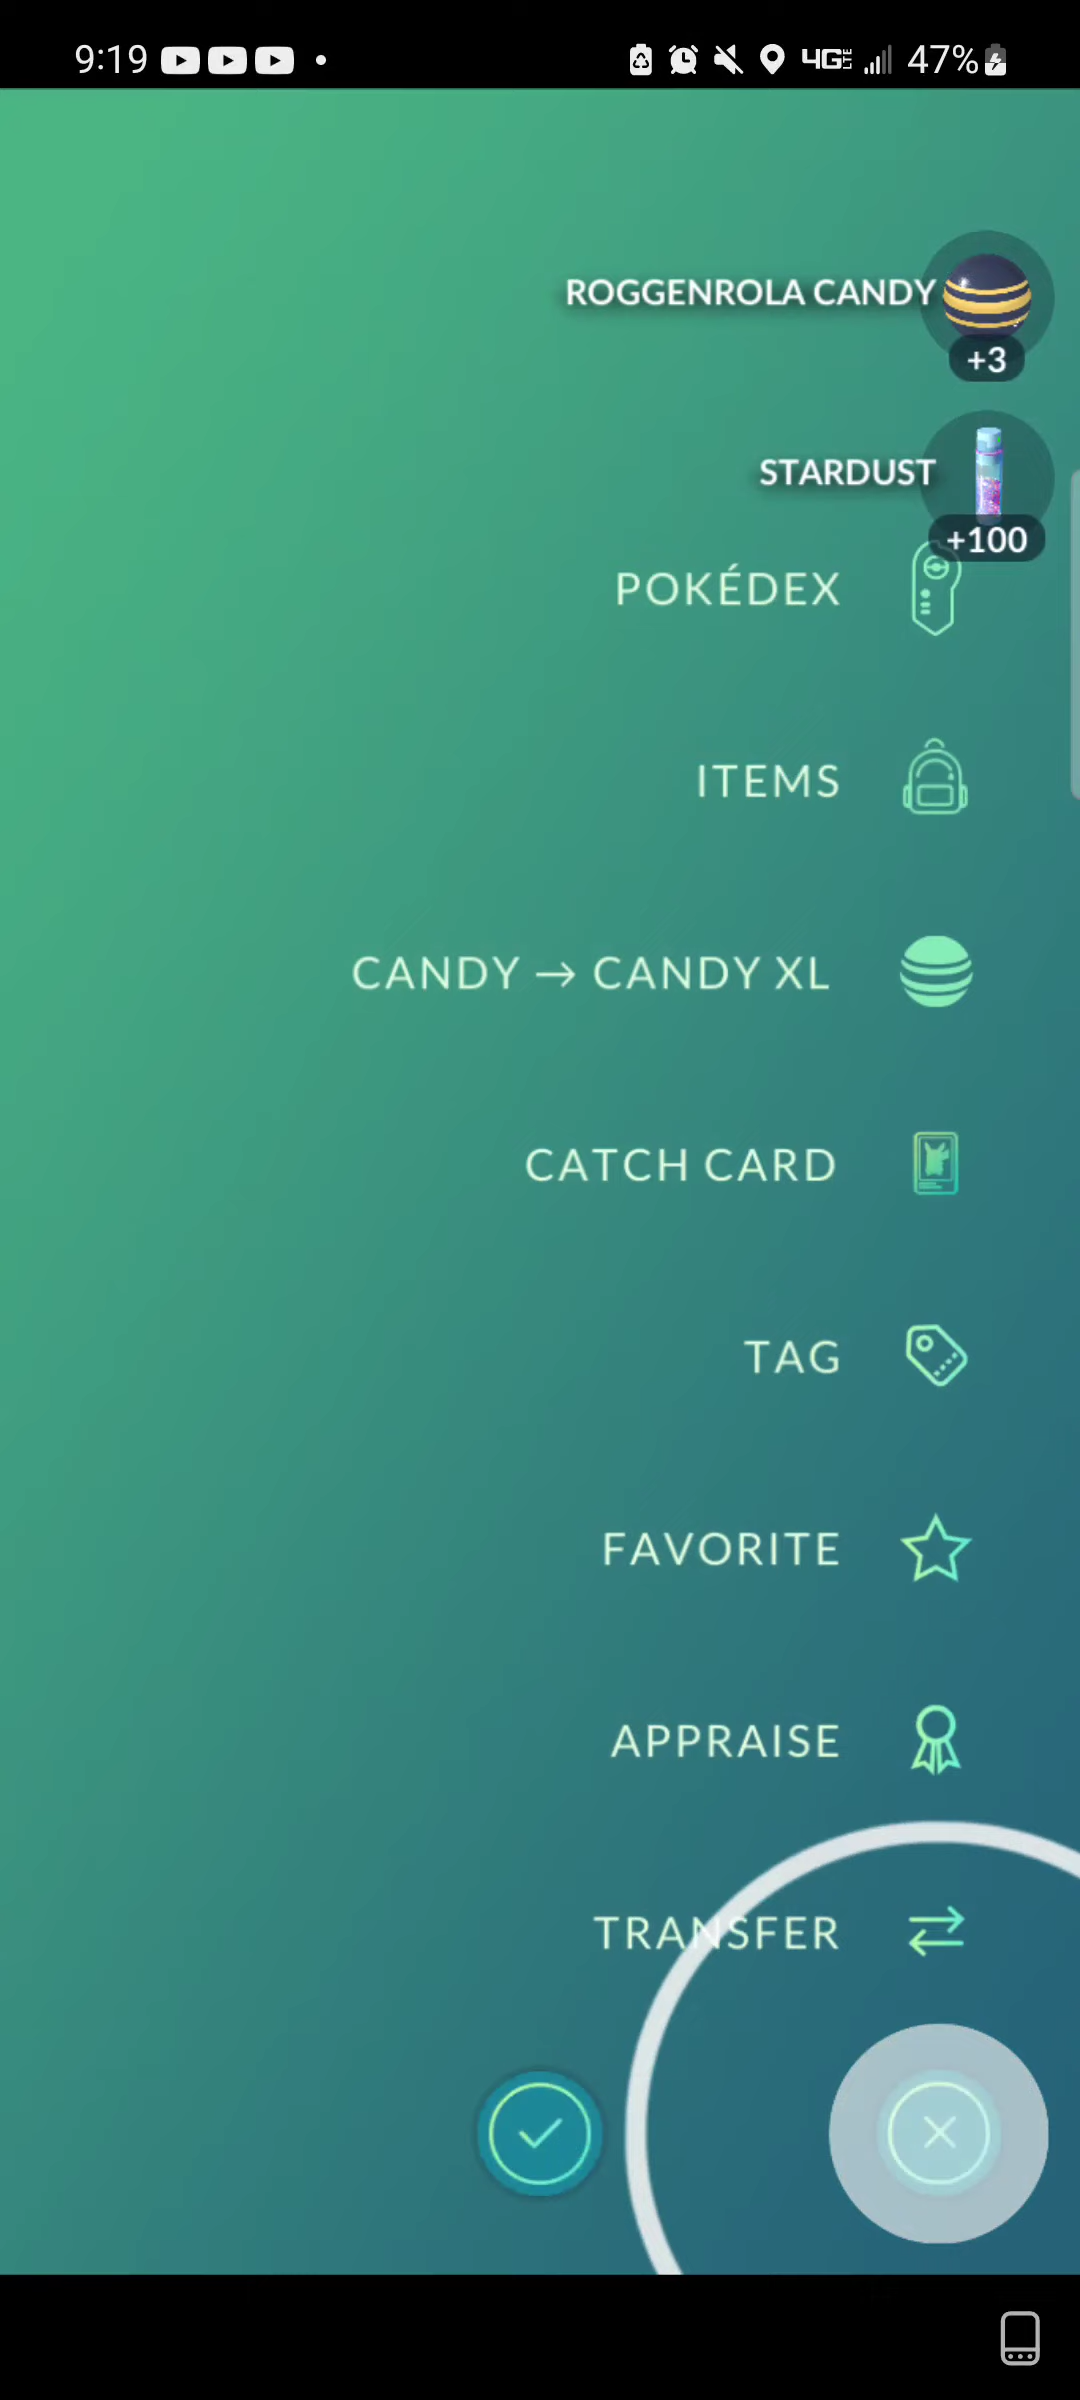 9:19
4G LTE 47%
ROGGENROLA CANDY
+3
STARDUST
+100
POKÉDEX
ITEMS
CANDY → CANDY XL
CATCH CARD
TAG
FAVORITE
APPRAISE
TRANSFER